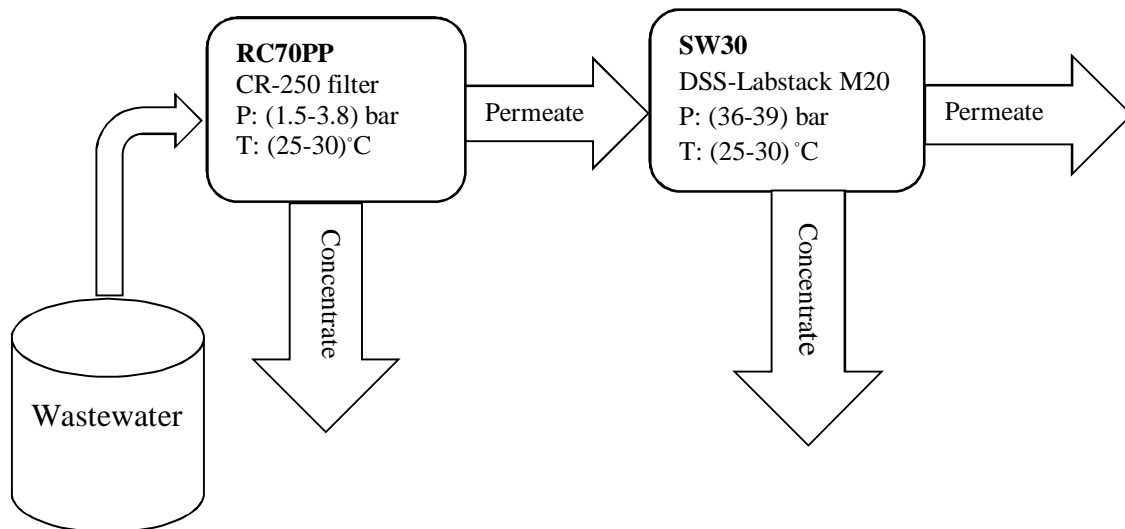 RC70PP
CR-250 filter
P: (1.5-3.8) bar
T: (25-30)°C
Permeate
SW30
DSS-Labstack M20
P: (36-39) bar
T: (25-30) °C
Permeate
Concentrate
Concentrate
Wastewater